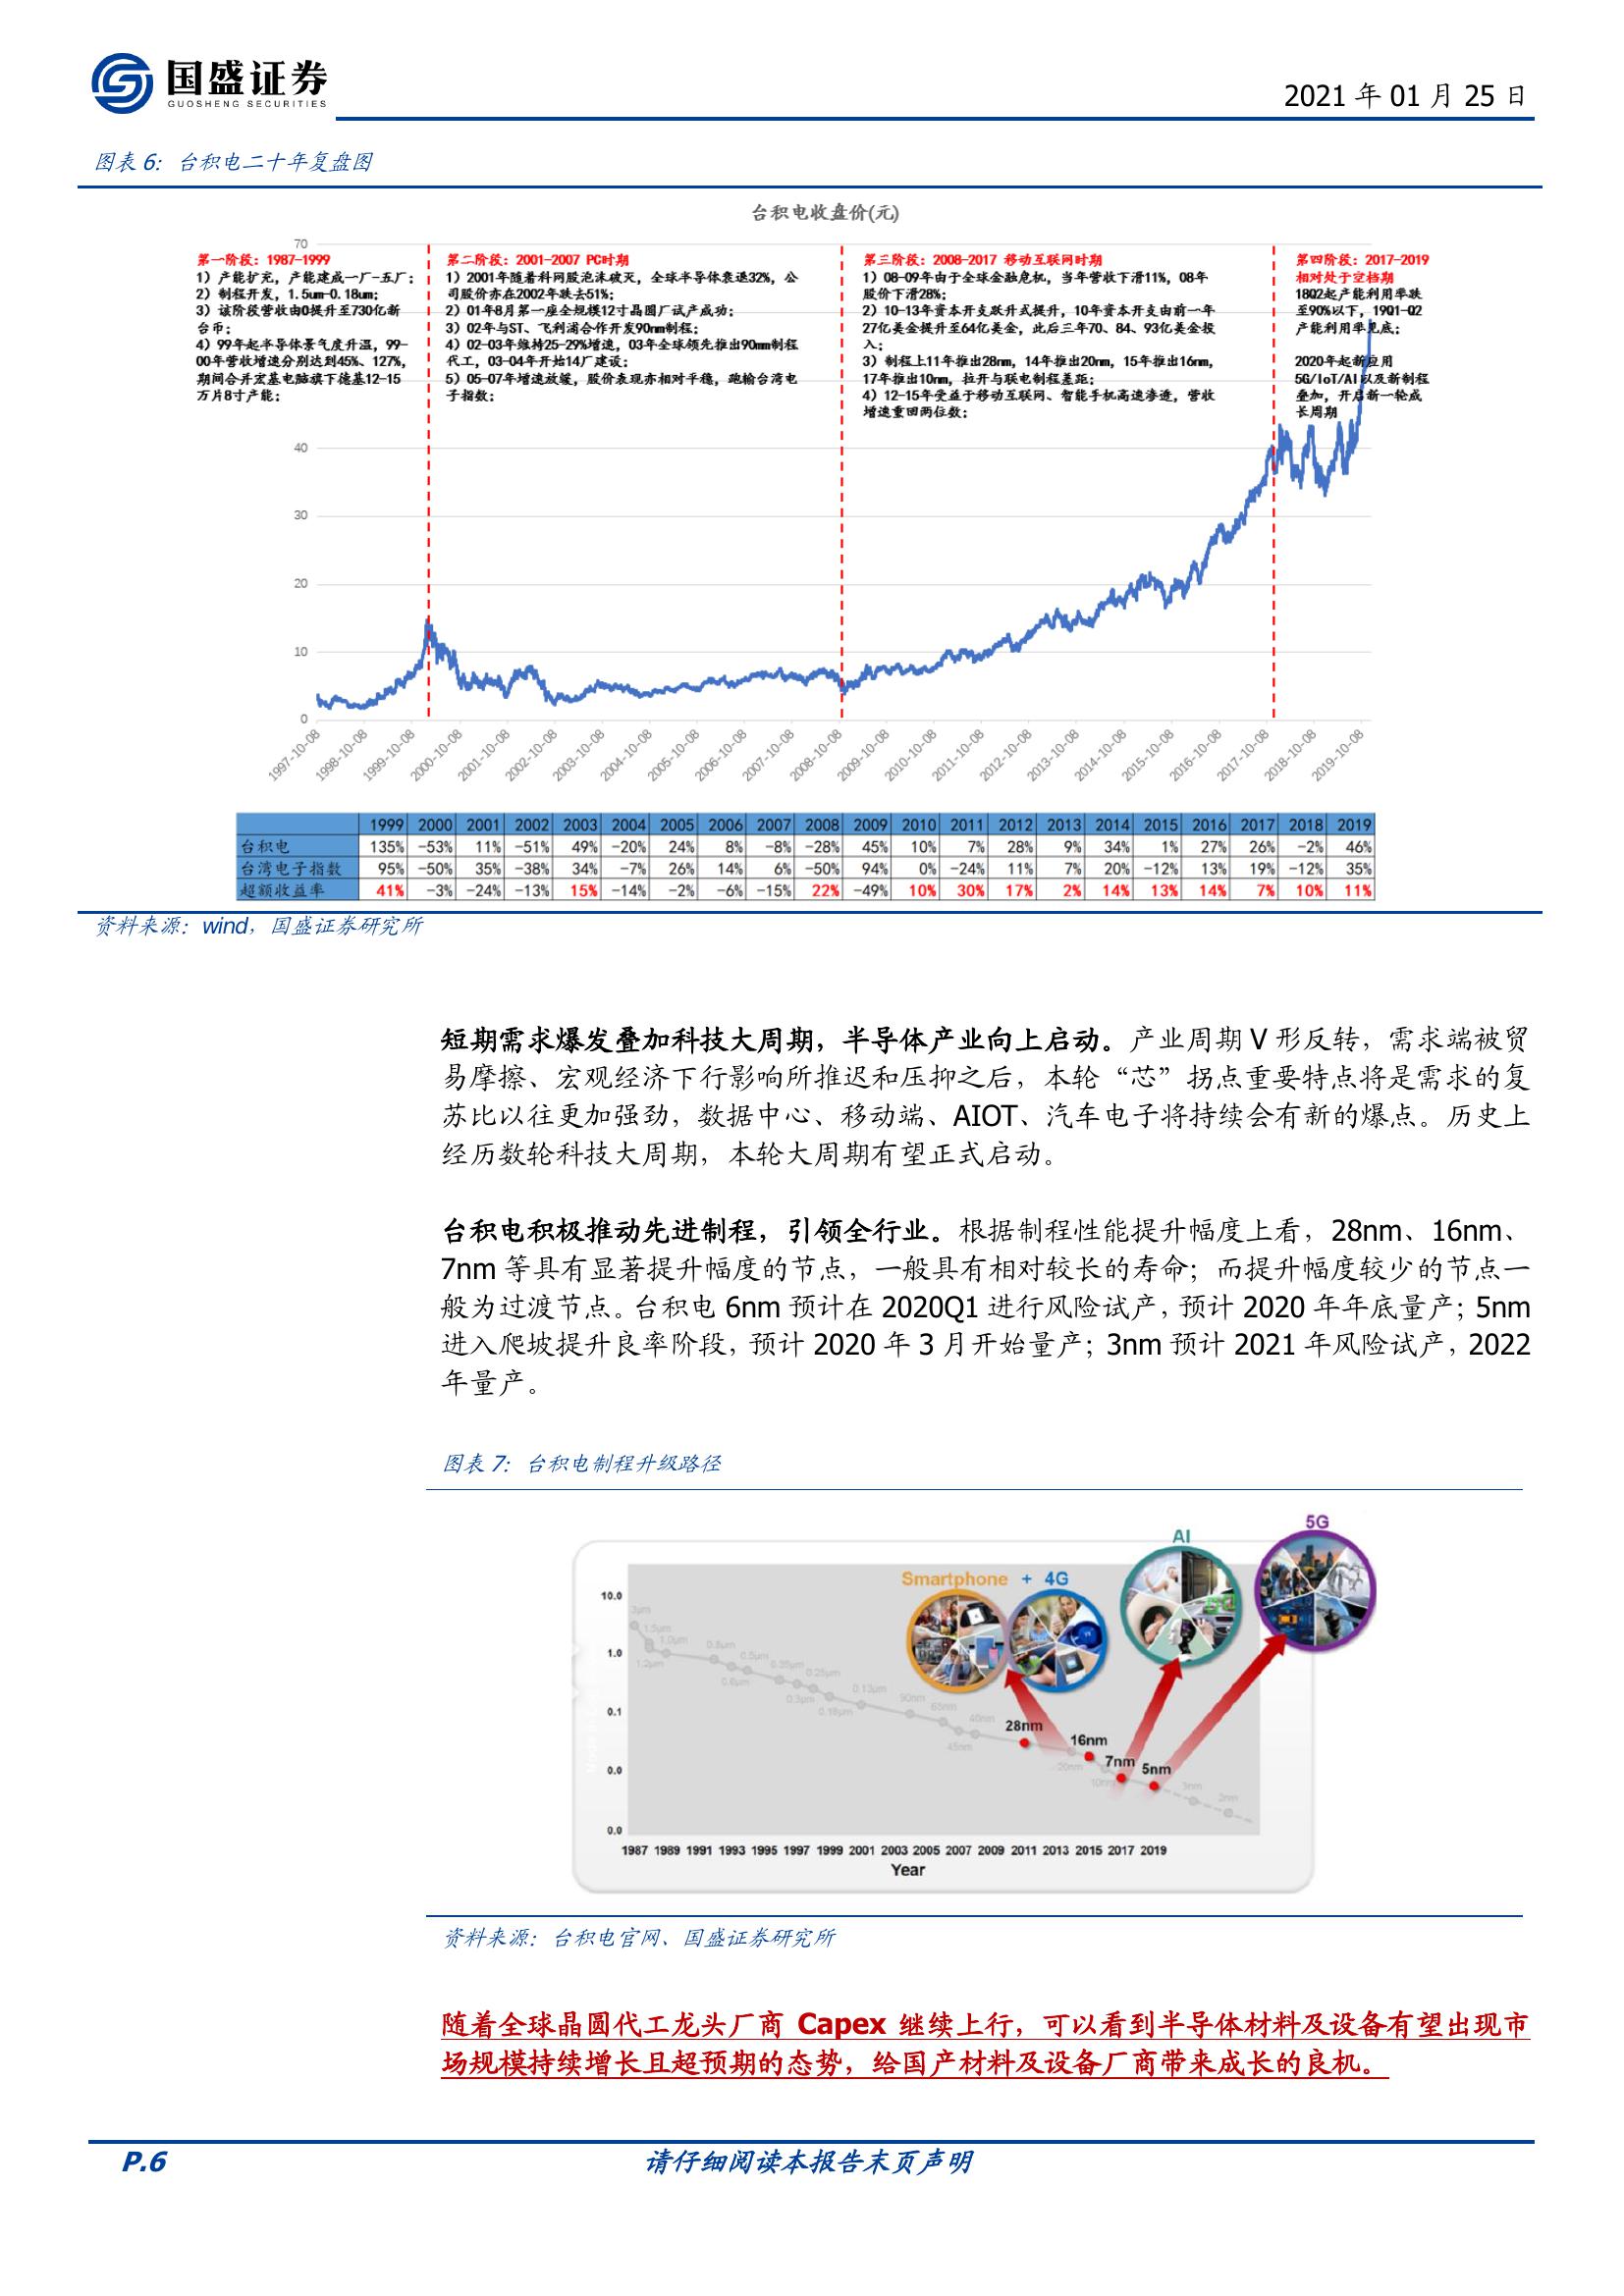 国盛证券
GUOSHENG SECURITIES
2021 年 01 月 25 日
图表 6: 台积电二十年复盘图
台积电收盘价(元)
第一阶段: 1987-1999
1) 产能扩充, 产能建成一厂-五厂;
2) 制程开发, 1.5um-0.18um;
3) 该阶段营收由0提升至730亿新
台币;
4) 99年起半导体景气度升温, 99-
00年营收增速分别达到45%、127%,
期间合并宏基电脑旗下德基12-15
万片8寸产能;
第二阶段: 2001-2007 PC时期
1) 2001年随着科网股泡沫破灭, 全球半导体衰退32%, 公
司股价亦在2002年跌去51%;
2) 01年8月第一座全规模12寸晶圆厂试产成功;
3) 02年与ST、飞利浦合作开发90nm制程;
4) 02-03年维持25-29%增速, 03年全球领先推出90nm制程
代工, 03-04年开始14厂建设;
5) 05-07年增速放缓, 股价表现亦相对平稳, 跑输台湾电
子指数;
第三阶段: 2008-2017 移动互联网时期
1) 08-09年由于全球金融危机, 当年营收下滑11%, 08年
股价下滑28%;
2) 10-13年资本开支跃升式提升, 10年资本开支由前一年
27亿美金提升至64亿美金, 此后三年70、84、93亿美金投
入;
3) 制程上11年推出28nm, 14年推出20nm, 15年推出16nm,
17年推出10nm, 拉开与联电制程差距;
4) 12-15年受益于移动互联网、智能手机高速渗透, 营收
增速重回两位数;
第四阶段: 2017-2019
相对处于空档期
18Q2起产能利用率跌
至90%以下, 19Q1-Q2
产能利用率见底;
2020年起新应用
5G/IoT/AI以及新制程
叠加, 开启新一轮成
长周期
70
40
30
20
10
0
1997-10-08 1998-10-08 1999-10-08 2000-10-08 2001-10-08 2002-10-08 2003-10-08 2004-10-08 2005-10-08 2006-10-08 2007-10-08 2008-10-08 2009-10-08 2010-10-08 2011-10-08 2012-10-08 2013-10-08 2014-10-08 2015-10-08 2016-10-08 2017-10-08 2018-10-08 2019-10-08
1999 2000 2001 2002 2003 2004 2005 2006 2007 2008 2009 2010 2011 2012 2013 2014 2015 2016 2017 2018 2019
台积电 135% -53% 11% -51% 49% -20% 24% 8% -8% -28% 45% 10% 7% 28% 9% 34% 1% 27% 26% -2% 46%
台湾电子指数 95% -50% 35% -38% 34% -7% 26% 14% 6% -50% 94% 0% -24% 11% 7% 20% -12% 13% 19% -12% 35%
超额收益率 41% -3% -24% -13% 15% -14% -2% -6% -15% 22% -49% 10% 30% 17% 2% 14% 13% 14% 7% 10% 11%
资料来源: wind, 国盛证券研究所
短期需求爆发叠加科技大周期, 半导体产业向上启动。产业周期 V 形反转, 需求端被贸
易摩擦、宏观经济下行影响所推迟和压抑之后, 本轮“芯”拐点重要特点将是需求的复
苏比以往更加强劲, 数据中心、移动端、AIOT、汽车电子将持续会有新的爆点。历史上
经历数轮科技大周期, 本轮大周期有望正式启动。
台积电积极推动先进制程, 引领全行业。根据制程性能提升幅度上看, 28nm、16nm、
7nm 等具有显著提升幅度的节点, 一般具有相对较长的寿命; 而提升幅度较少的节点一
般为过渡节点。台积电 6nm 预计在 2020Q1 进行风险试产, 预计 2020 年年底量产; 5nm
进入爬坡提升良率阶段, 预计 2020 年 3 月开始量产; 3nm 预计 2021 年风险试产, 2022
年量产。
图表 7: 台积电制程升级路径
5G
AI
Smartphone + 4G
10.0
3μm
1.5μm
1.0μm
1.0
1.2μm
0.8μm
0.5μm
0.6μm
0.35μm
0.25μm
0.3μm
0.18μm
0.13μm
0.1
90nm
65nm
40nm
45nm
28nm
16nm
20nm
7nm
10nm
5nm
3nm
2nm
0.0
0.0
1987 1989 1991 1993 1995 1997 1999 2001 2003 2005 2007 2009 2011 2013 2015 2017 2019
Year
资料来源: 台积电官网、国盛证券研究所
随着全球晶圆代工龙头厂商 Capex 继续上行, 可以看到半导体材料及设备有望出现市
场规模持续增长且超预期的态势, 给国产材料及设备厂商带来成长的良机。
P.6
请仔细阅读本报告末页声明